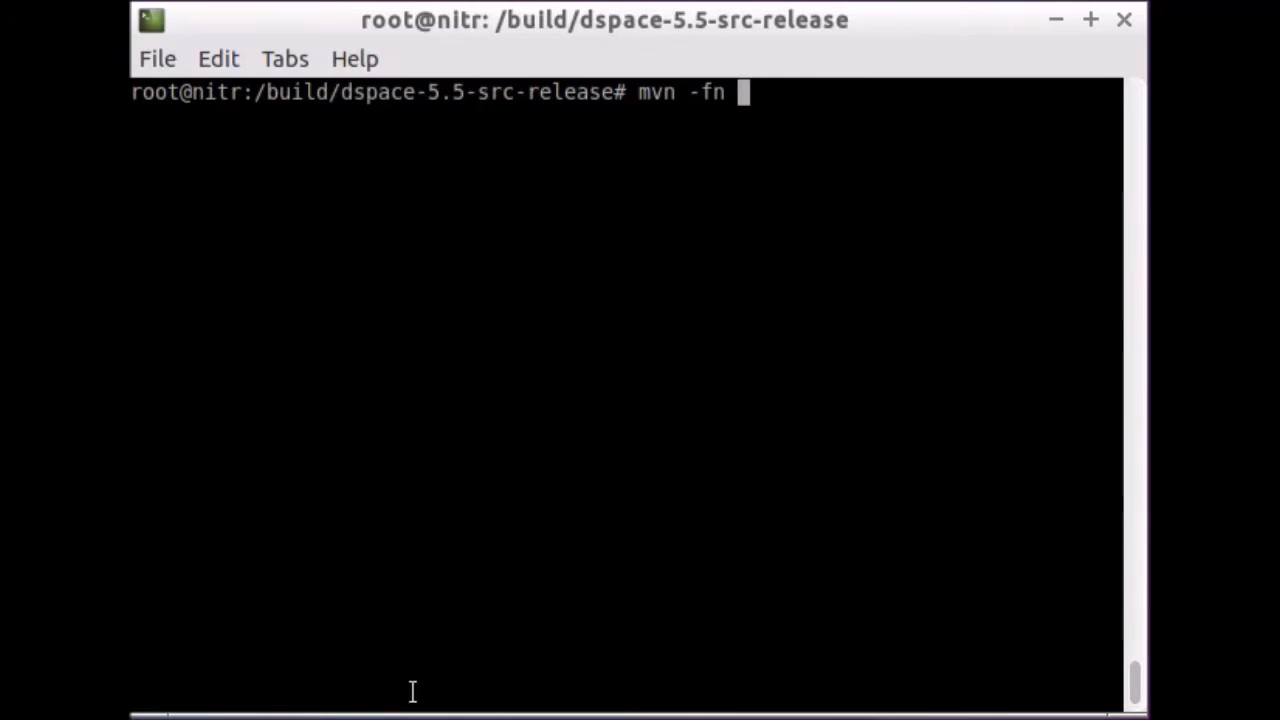 root@nitr: /build/dspace-5.5-src-release
File Edit Tabs Help
root@nitr:/build/dspace-5.5-src-release# mvn -fn